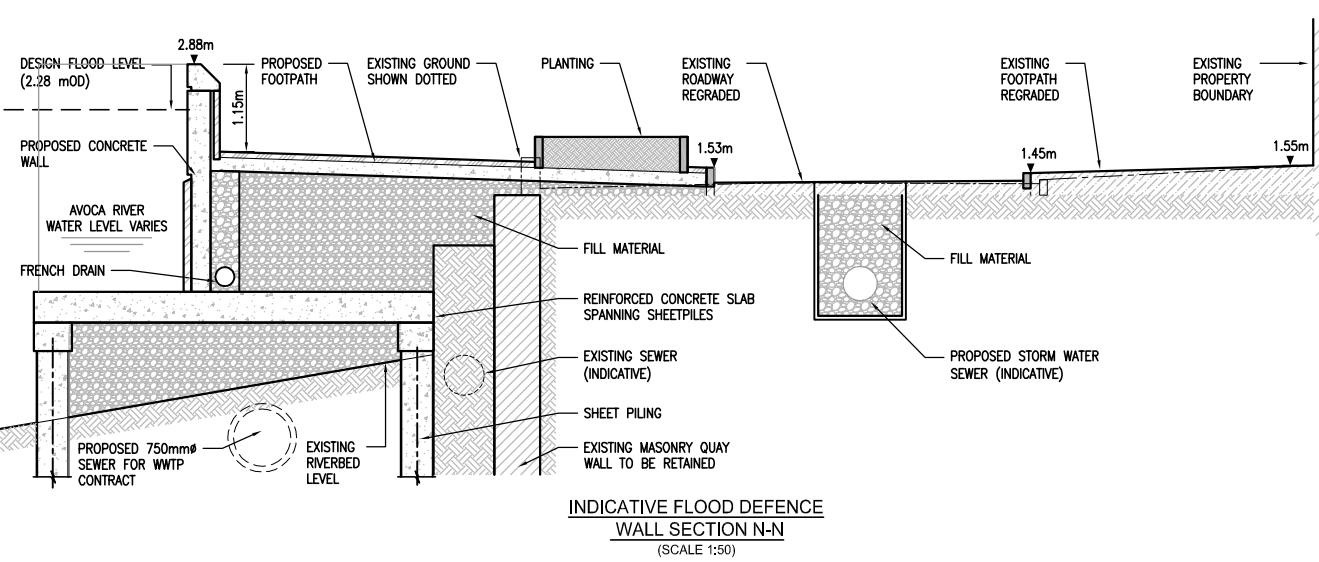 2.88m
DESIGN FLOOD LEVEL
(2.28 mOD)
1.15m
PROPOSED
FOOTPATH
EXISTING GROUND
SHOWN DOTTED
PLANTING
EXISTING
ROADWAY
REGRADED
EXISTING
FOOTPATH
REGRADED
EXISTING
PROPERTY
BOUNDARY
1.53m
1.45m
1.55m
PROPOSED CONCRETE
WALL
AVOCA RIVER
WATER LEVEL VARIES
FRENCH DRAIN
FILL MATERIAL
FILL MATERIAL
REINFORCED CONCRETE SLAB
SPANNING SHEETPILES
EXISTING SEWER
(INDICATIVE)
PROPOSED STORM WATER
SEWER (INDICATIVE)
SHEET PILING
PROPOSED 750mmø
SEWER FOR WWTP
CONTRACT
EXISTING
RIVERBED
LEVEL
EXISTING MASONRY QUAY
WALL TO BE RETAINED
INDICATIVE FLOOD DEFENCE
WALL SECTION N-N
(SCALE 1:50)